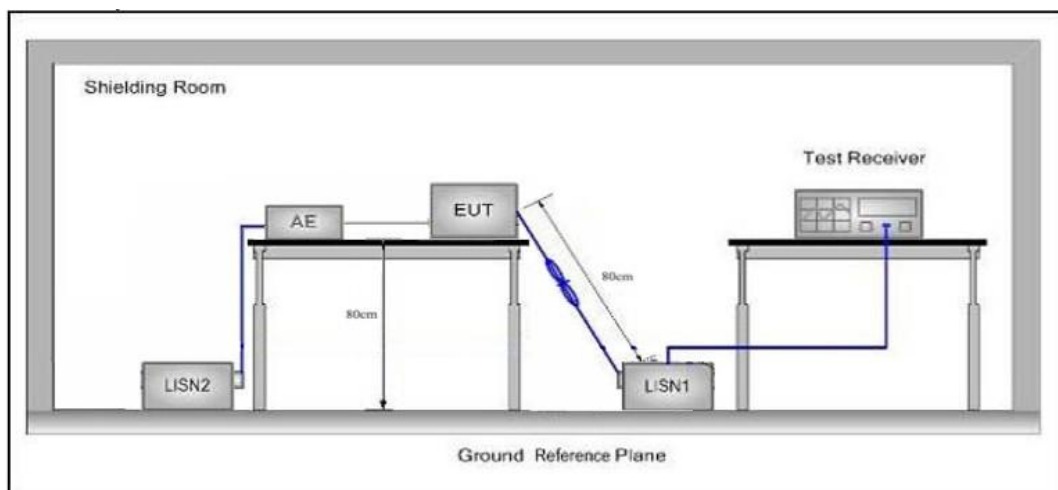 Shielding Room
Test Receiver
EUT
AE
80cm
80cm
LISN2
LISN1
Ground Reference Plane